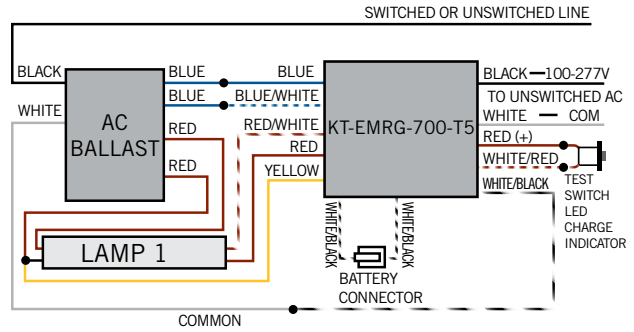 SWITCHED OR UNSWITCHED LINE
BLACK
BLUE
BLUE
BLACK — 100-277V
BLUE
BLUE/WHITE
TO UNSWITCHED AC
WHITE
WHITE — COM
AC
BALLAST
RED
RED/WHITE
KT-EMRG-700-T5
RED (+)
RED
WHITE/RED
RED
YELLOW
WHITE/BLACK
TEST
SWITCH
LED
CHARGE
INDICATOR
WHITE/BLACK
WHITE/BLACK
LAMP 1
BATTERY
CONNECTOR
COMMON